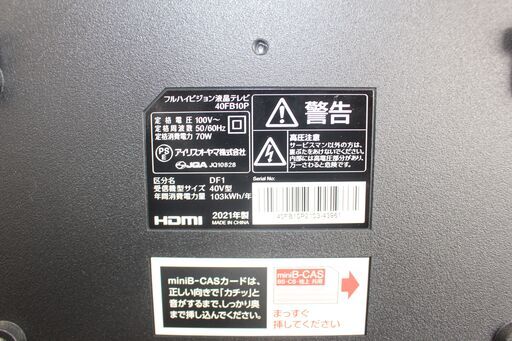 フルハイビジョン液晶テレビ
40FB10P
定格電圧 100V～
定格周波数 50/60Hz
定格消費電力 70W
PS
E
アイリスオーヤマ株式会社
JQA JQ10828
区分名 DF1
受信機型サイズ 40V型
年間消費電力量 103kWh/年
HDMI
2021年製
MADE IN CHINA
警告
高圧注意
サービスマン以外の方は、
裏ぶたをあけないでください。
内部には高電圧部分が有り、
万一さわると危険です。
Serial No.
miniB-CASカードは、
正しい向きで「カチッ」と
音がするまで、しっかり奥
まで挿し込んでください。
miniB-CAS
BS・CS・地上 共用
まっすぐ
挿してください